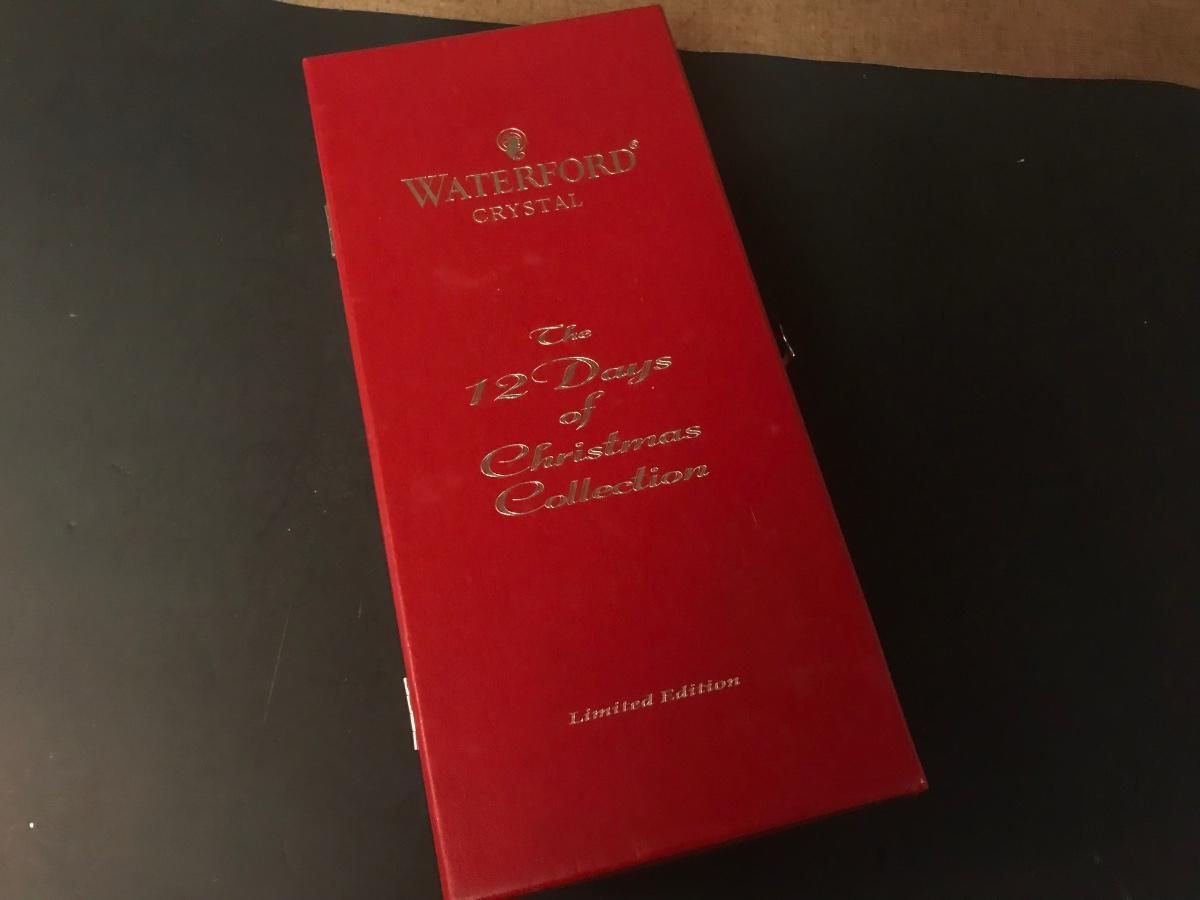 WATERFORD®
CRYSTAL
The
12 Days
of
Christmas
Collection
Limited Edition